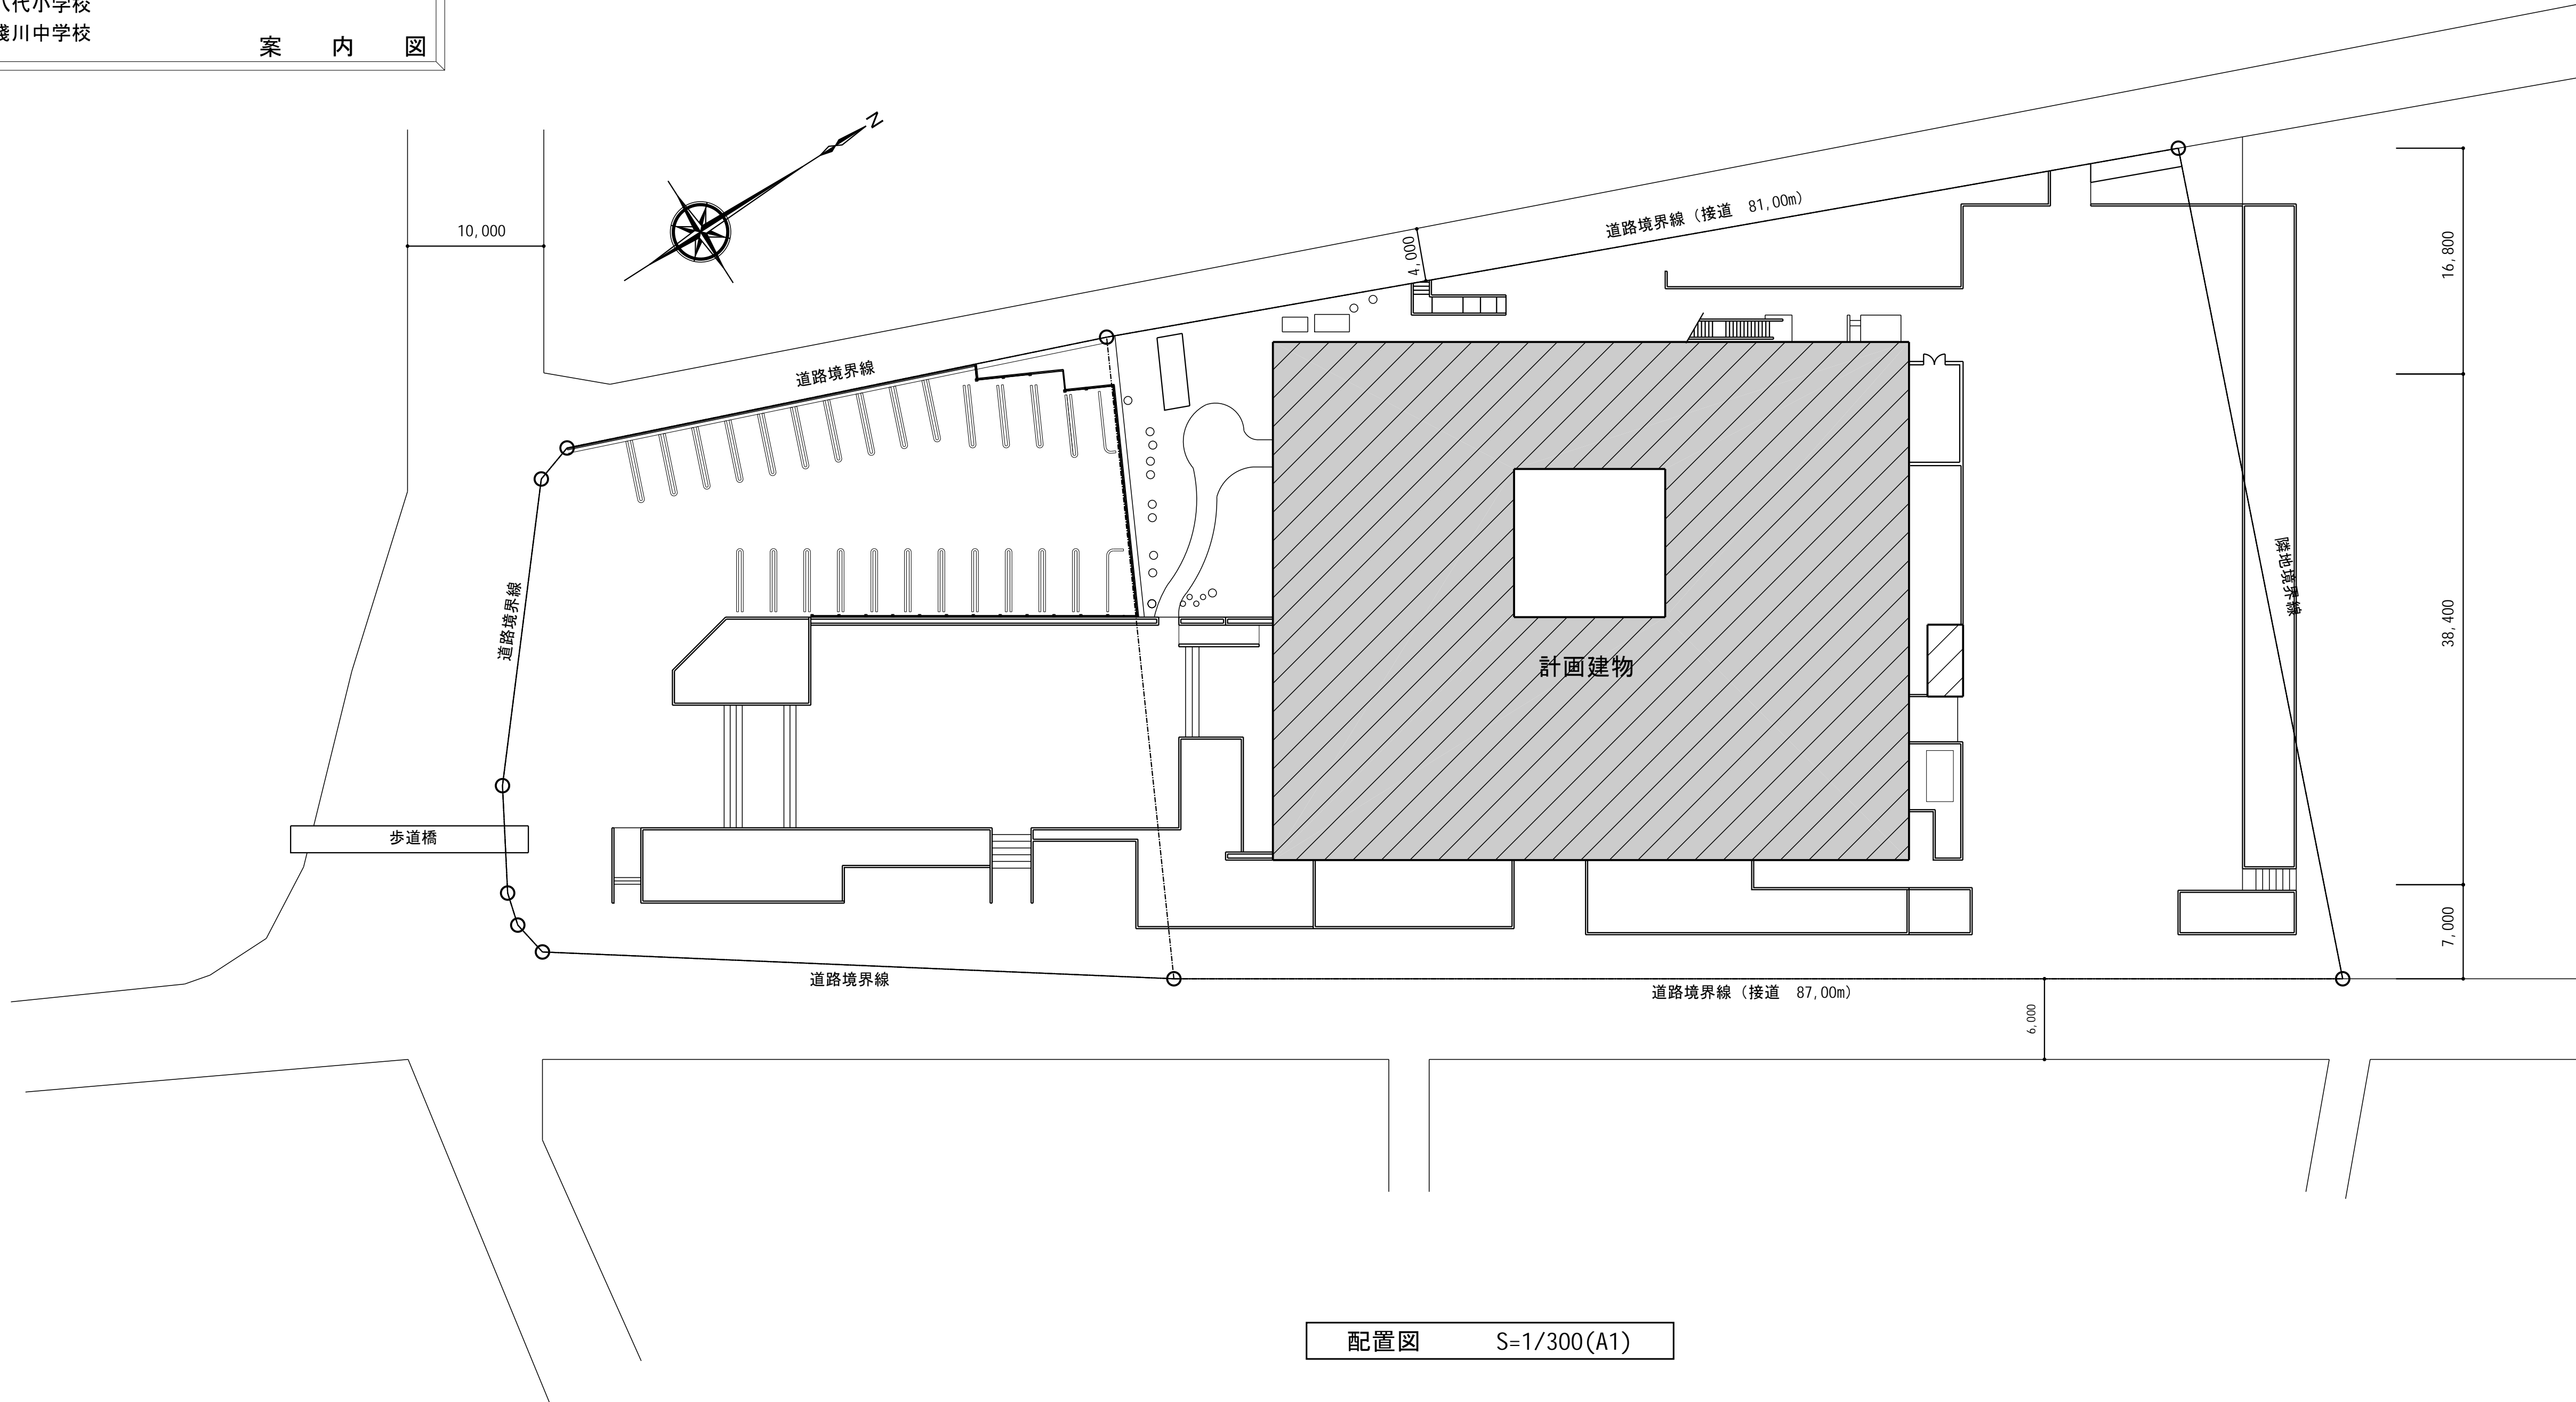 八代小学校
川中学校
案内図
N
10,000
道路境界線（接道　81,00m）
4,000
16,800
道路境界線
隣地境界線
道路境界線
38,400
計画建物
歩道橋
7,000
道路境界線
道路境界線（接道　87,00m）
6,000
配置図　S=1/300(A1)